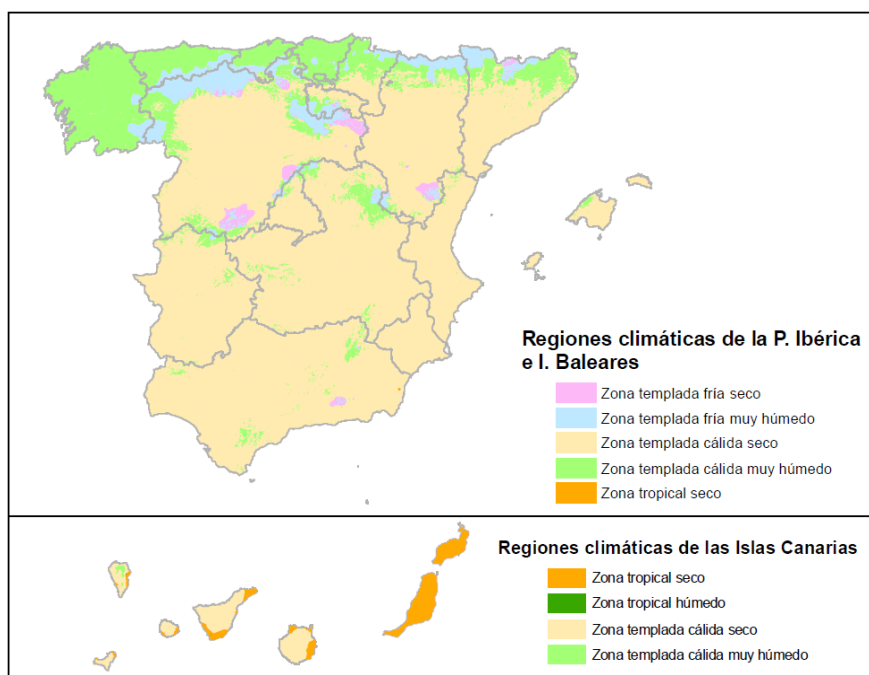 Regiones climáticas de la P. Ibérica
e I. Baleares
Zona templada fría seco
Zona templada fría muy húmedo
Zona templada cálida seco
Zona templada cálida muy húmedo
Zona tropical seco
Regiones climáticas de las Islas Canarias
Zona tropical seco
Zona tropical húmedo
Zona templada cálida seco
Zona templada cálida muy húmedo